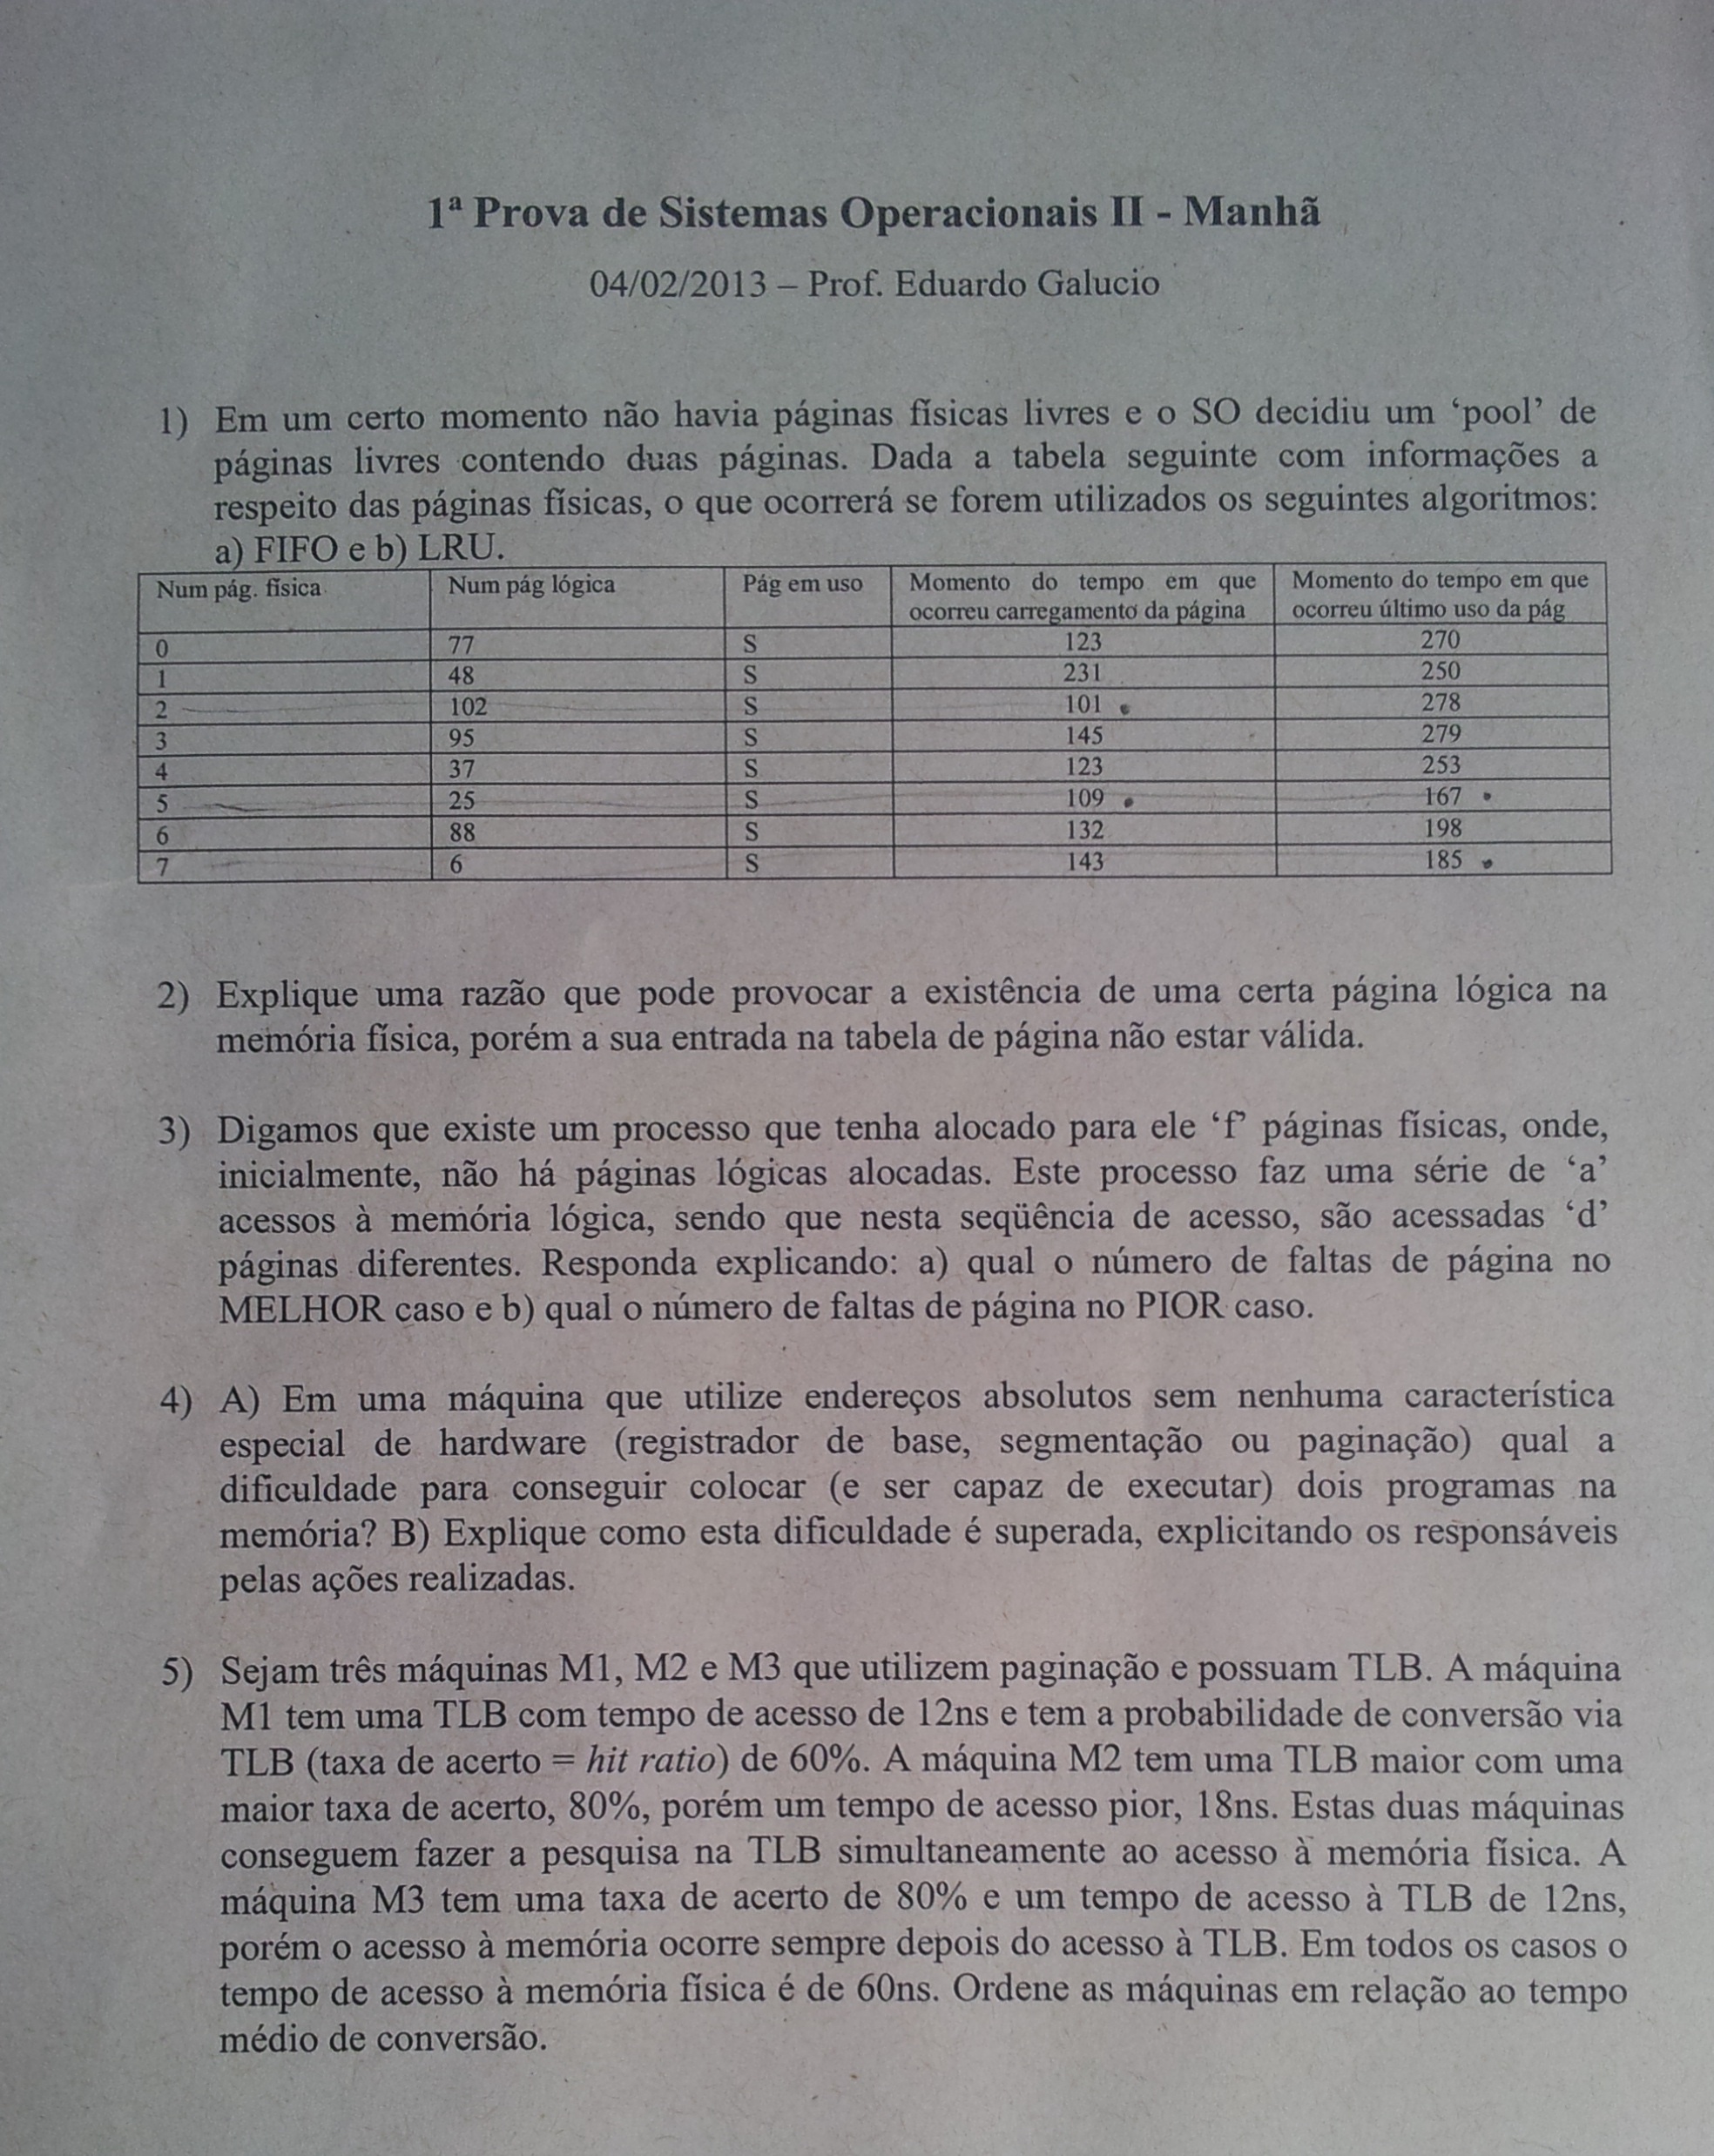 1ª Prova de Sistemas Operacionais II - Manhã
04/02/2013 – Prof. Eduardo Galucio
1) Em um certo momento não havia páginas físicas livres e o SO decidiu um ‘pool’ de
páginas livres contendo duas páginas. Dada a tabela seguinte com informações a
respeito das páginas físicas, o que ocorrerá se forem utilizados os seguintes algoritmos:
a) FIFO e b) LRU.
Num pág. física Num pág lógica Pág em uso Momento do tempo em que ocorreu carregamento da página Momento do tempo em que ocorreu último uso da pág
0 77 S 123 270
1 48 S 231 250
2 102 S 101 278
3 95 S 145 279
4 37 S 123 253
5 25 S 109 167
6 88 S 132 198
7 6 S 143 185
2) Explique uma razão que pode provocar a existência de uma certa página lógica na
memória física, porém a sua entrada na tabela de página não estar válida.
3) Digamos que existe um processo que tenha alocado para ele ‘f’ páginas físicas, onde,
inicialmente, não há páginas lógicas alocadas. Este processo faz uma série de ‘a’
acessos à memória lógica, sendo que nesta seqüência de acesso, são acessadas ‘d’
páginas diferentes. Responda explicando: a) qual o número de faltas de página no
MELHOR caso e b) qual o número de faltas de página no PIOR caso.
4) A) Em uma máquina que utilize endereços absolutos sem nenhuma característica
especial de hardware (registrador de base, segmentação ou paginação) qual a
dificuldade para conseguir colocar (e ser capaz de executar) dois programas na
memória? B) Explique como esta dificuldade é superada, explicitando os responsáveis
pelas ações realizadas.
5) Sejam três máquinas M1, M2 e M3 que utilizem paginação e possuam TLB. A máquina
M1 tem uma TLB com tempo de acesso de 12ns e tem a probabilidade de conversão via
TLB (taxa de acerto = hit ratio) de 60%. A máquina M2 tem uma TLB maior com uma
maior taxa de acerto, 80%, porém um tempo de acesso pior, 18ns. Estas duas máquinas
conseguem fazer a pesquisa na TLB simultaneamente ao acesso à memória física. A
máquina M3 tem uma taxa de acerto de 80% e um tempo de acesso à TLB de 12ns,
porém o acesso à memória ocorre sempre depois do acesso à TLB. Em todos os casos o
tempo de acesso à memória física é de 60ns. Ordene as máquinas em relação ao tempo
médio de conversão.